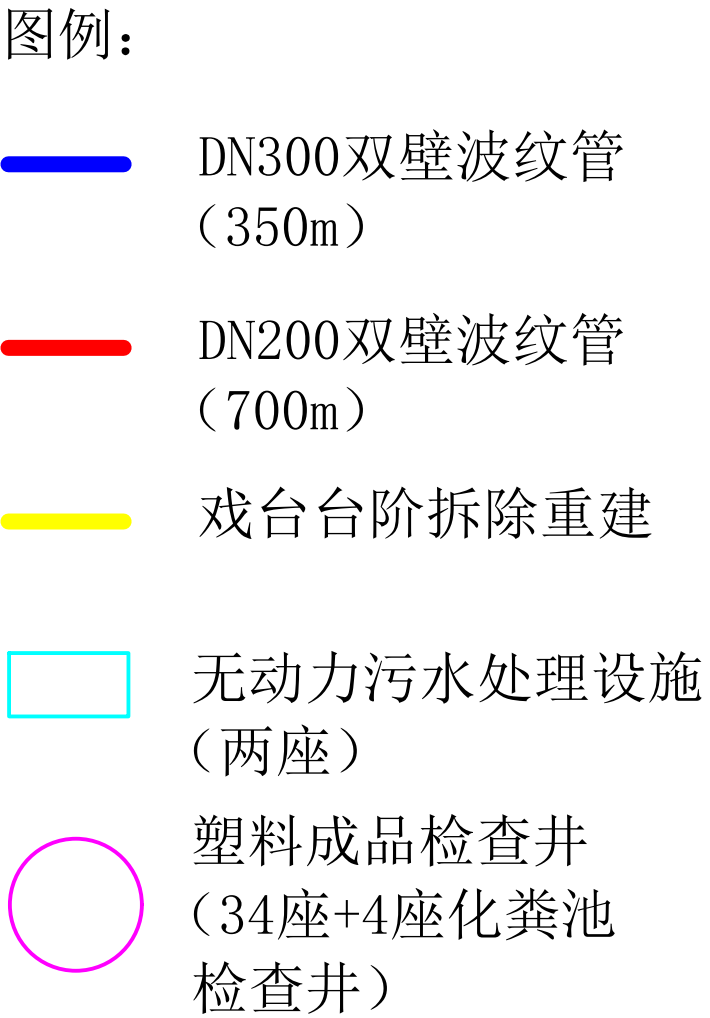 图例：
DN300双壁波纹管
（350m）
DN200双壁波纹管
（700m）
戏台台阶拆除重建
无动力污水处理设施
（两座）
塑料成品检查井
（34座+4座化粪池
检查井）